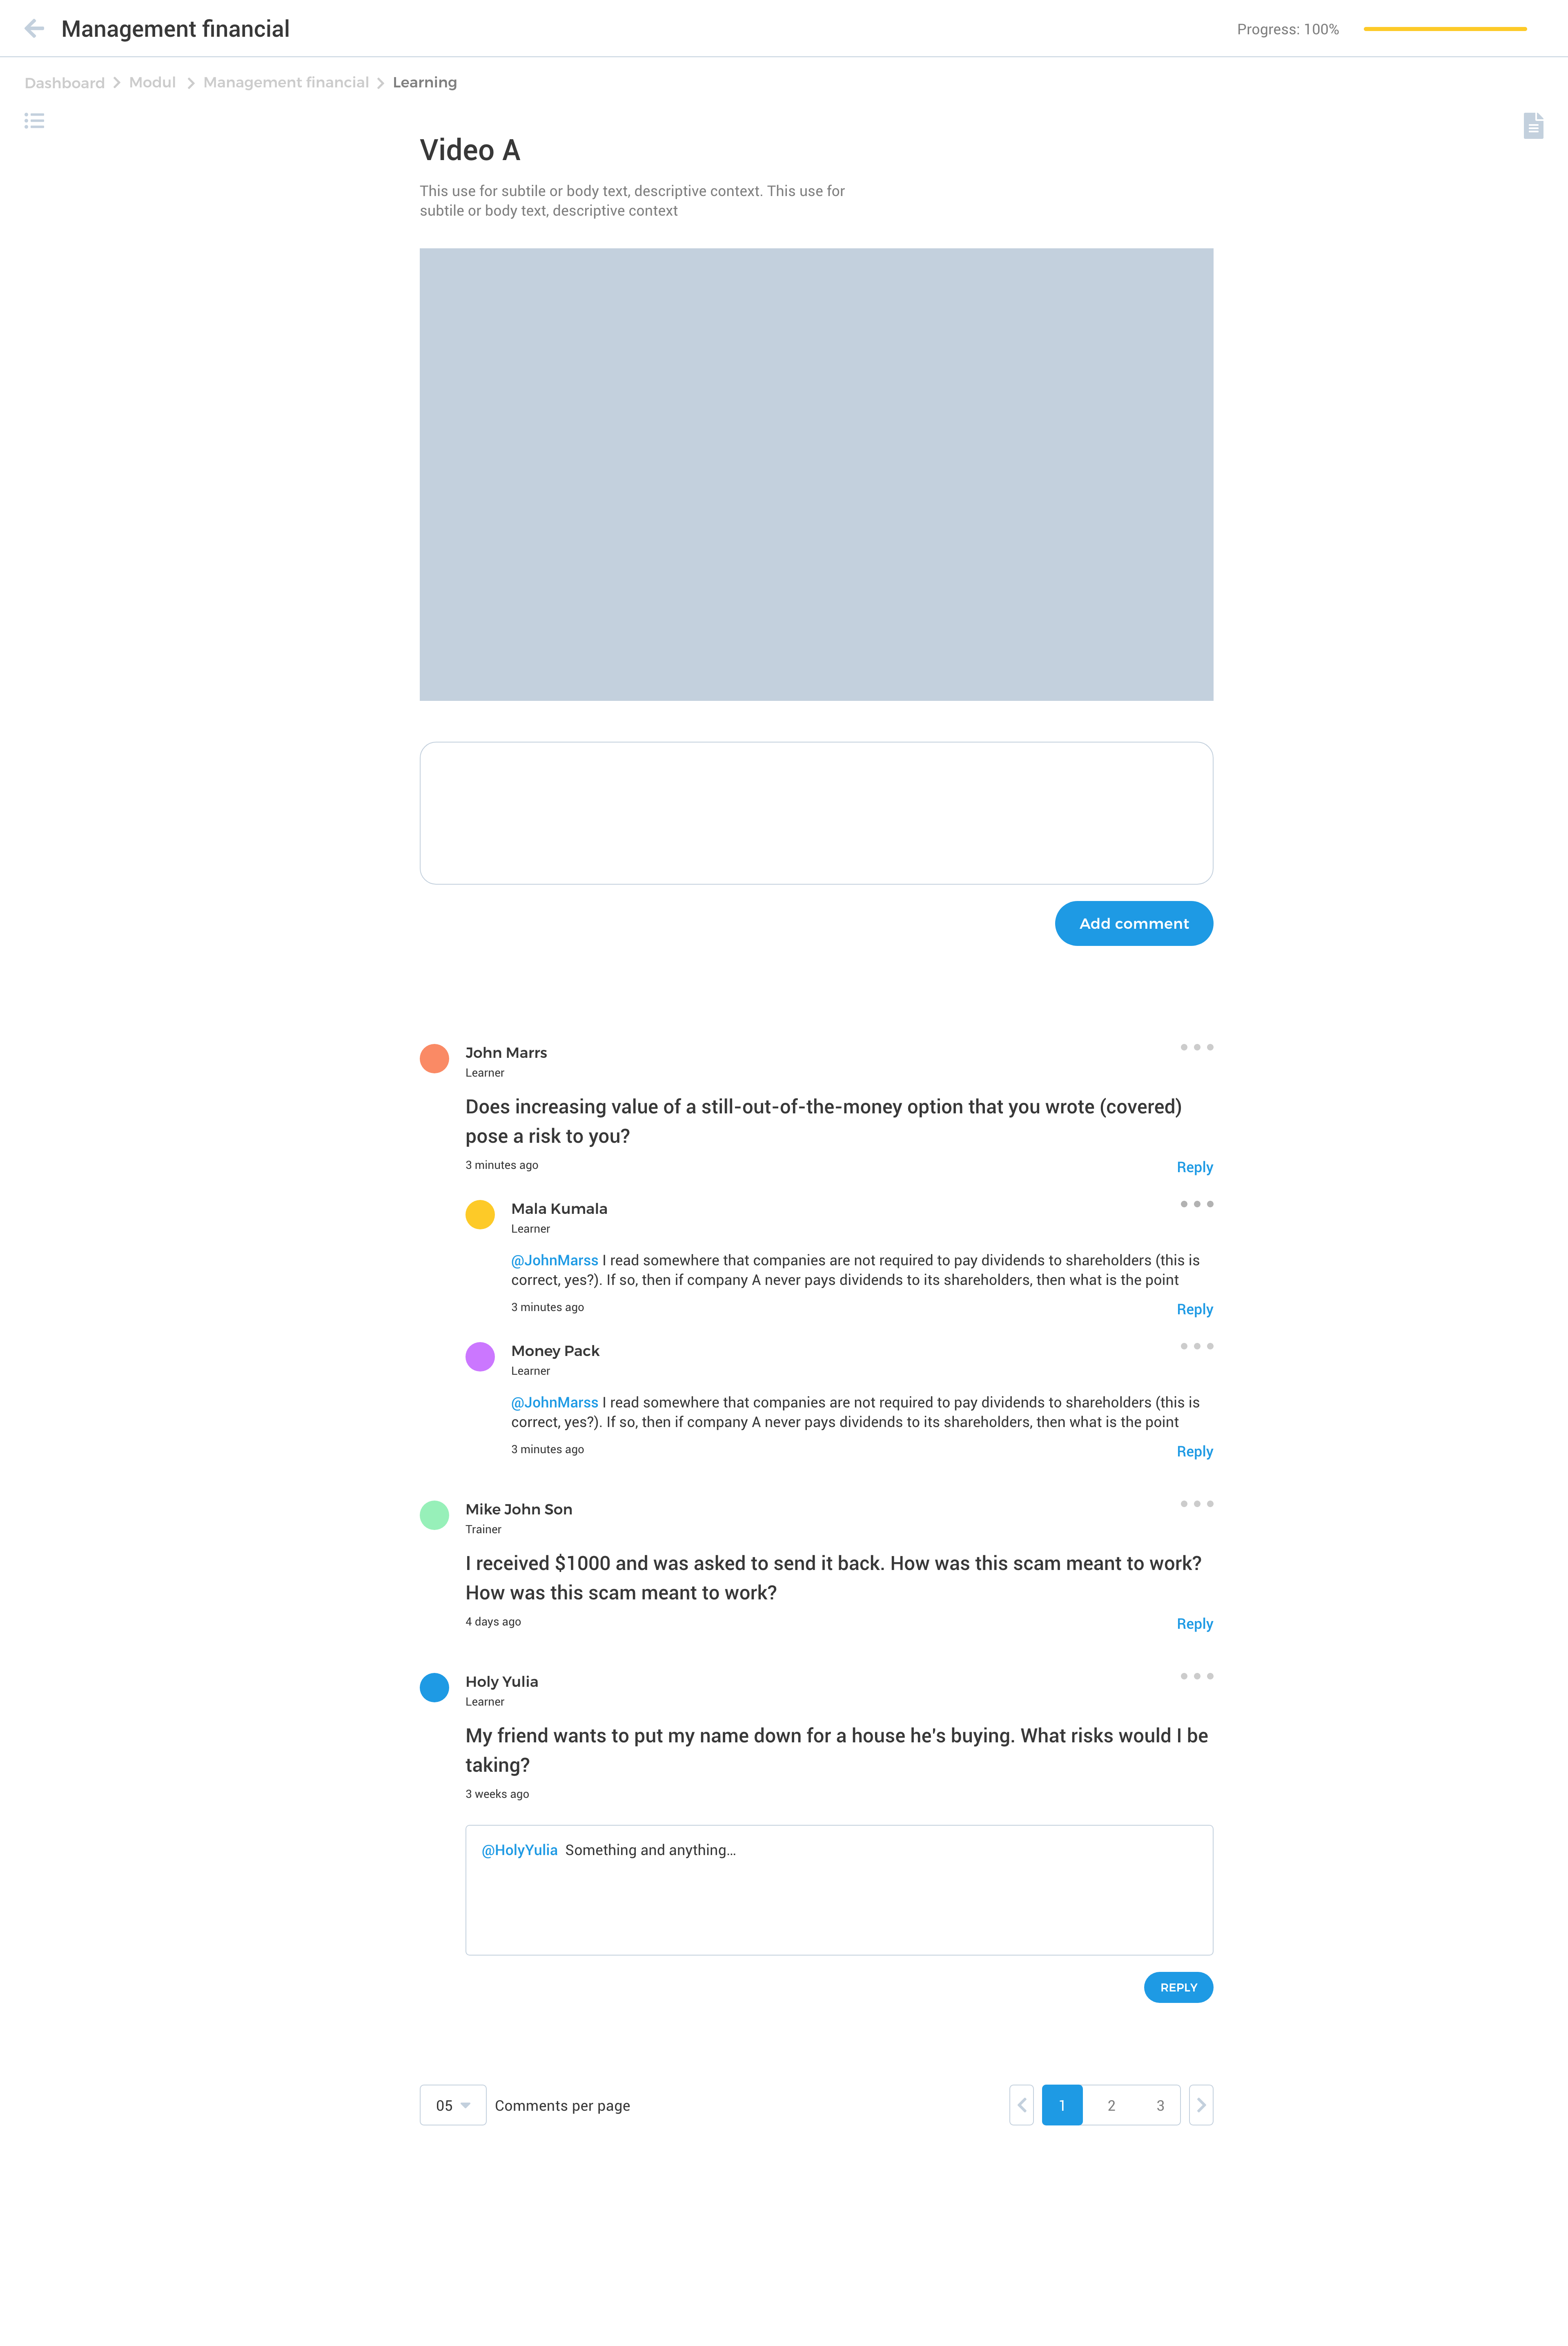 Management financial
Progress: 100%
Dashboard
Modul
Management financial
Learning
Video A
This use for subtile or body text, descriptive context. This use for
subtile or body text, descriptive context
Add comment
John Marrs
Learner
Does increasing value of a still-out-of-the-money option that you wrote (covered)
pose a risk to you?
3 minutes ago
Reply
Mala Kumala
Learner
@JohnMarss I read somewhere that companies are not required to pay dividends to shareholders (this is
correct, yes?). If so, then if company A never pays dividends to its shareholders, then what is the point
3 minutes ago
Reply
Money Pack
Learner
@JohnMarss I read somewhere that companies are not required to pay dividends to shareholders (this is
correct, yes?). If so, then if company A never pays dividends to its shareholders, then what is the point
3 minutes ago
Reply
Mike John Son
Trainer
I received $1000 and was asked to send it back. How was this scam meant to work?
How was this scam meant to work?
4 days ago
Reply
Holy Yulia
Learner
My friend wants to put my name down for a house he's buying. What risks would I be
taking?
3 weeks ago
@HolyYulia Something and anything...
REPLY
05
Comments per page
1
2
3